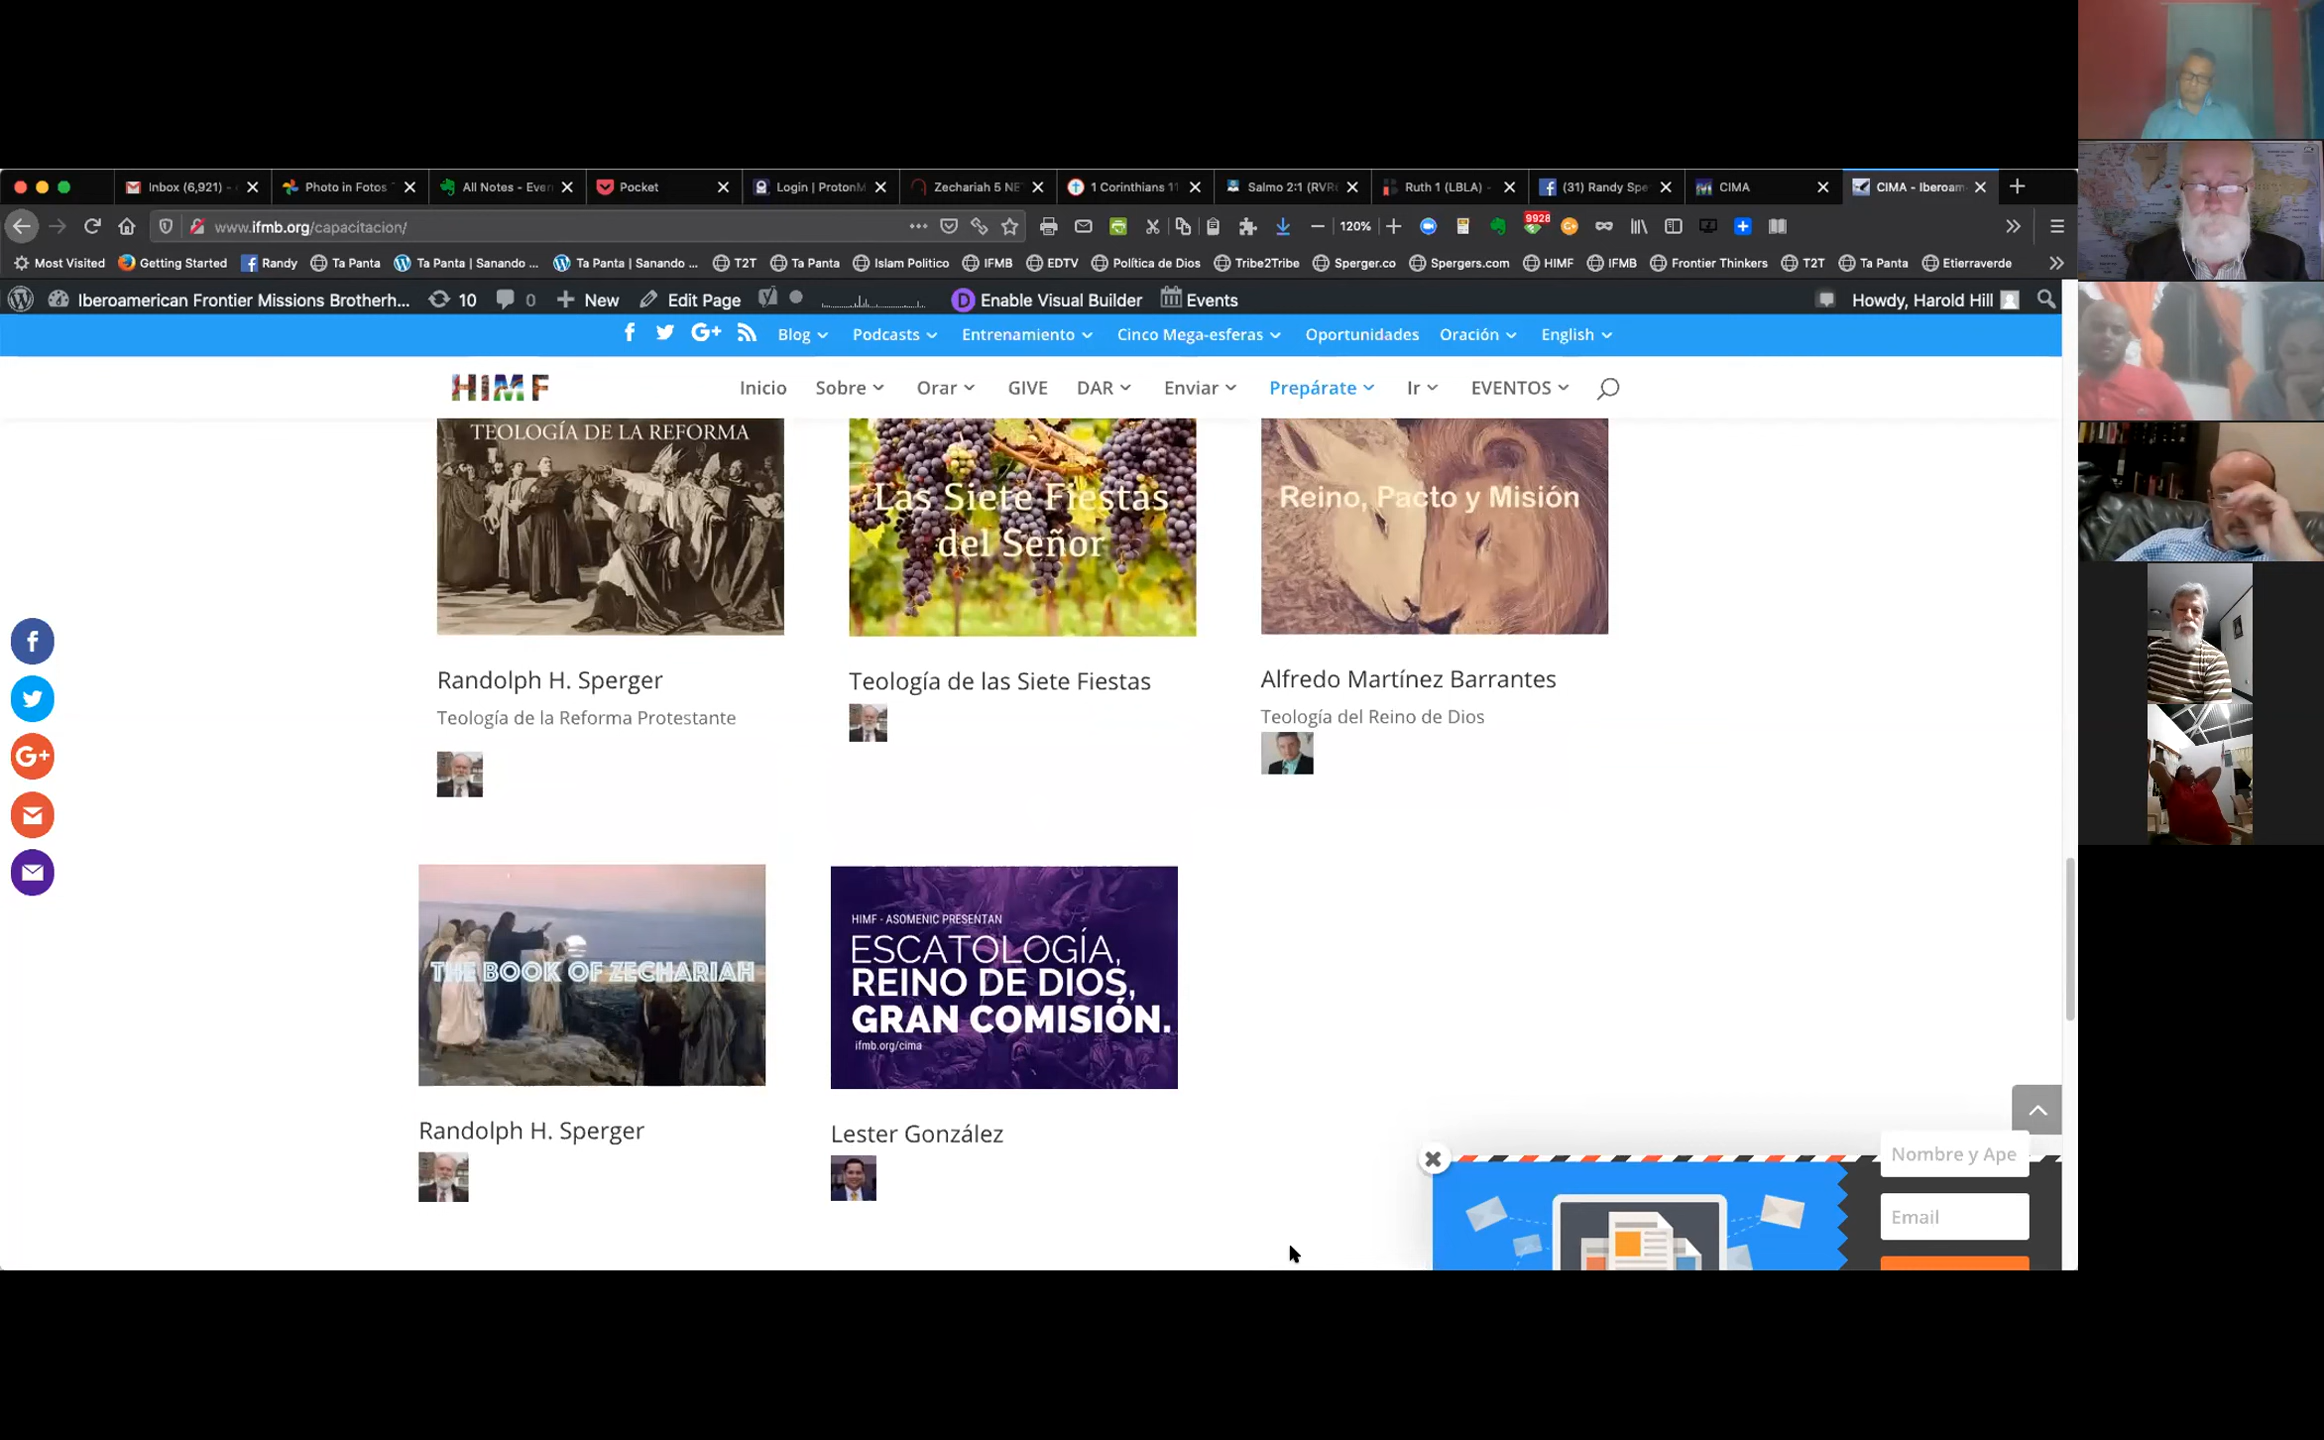 Inbox (6,921) -
Photo in Fotos
All Notes - Ever
Pocket
Login | ProtonM
Zechariah 5 NE
1 Corinthians 11
Salmo 2:1 (RVR
Ruth 1 (LBLA) -
(31) Randy Spe
CIMA
CIMA - Iberoam
www.ifmb.org/capacitacion/
120%
9928
Most Visited
Getting Started
Randy
Ta Panta
Ta Panta | Sanando ...
Ta Panta | Sanando ...
T2T
Ta Panta
Islam Politico
IFMB
EDTV
Política de Dios
Tribe2Tribe
Sperger.co
Spergers.com
HIMF
IFMB
Frontier Thinkers
T2T
Ta Panta
Etierraverde
Iberoamerican Frontier Missions Brotherh...
10
0
New
Edit Page
Enable Visual Builder
Events
Howdy, Harold Hill
Blog
Podcasts
Entrenamiento
Cinco Mega-esferas
Oportunidades
Oración
English
HIMF
Inicio
Sobre
Orar
GIVE
DAR
Enviar
Prepárate
Ir
EVENTOS
TEOLOGÍA DE LA REFORMA
Las Siete Fiestas
del Señor
Reino, Pacto y Misión
Randolph H. Sperger
Teología de la Reforma Protestante
Teología de las Siete Fiestas
Alfredo Martínez Barrantes
Teología del Reino de Dios
THE BOOK OF ZECHARIAH
HIMF - ASOMENIC PRESENTAN
ESCATOLOGÍA,
REINO DE DIOS,
GRAN COMISIÓN.
ifmb.org/cima
Randolph H. Sperger
Lester González
Nombre y Ape
Email